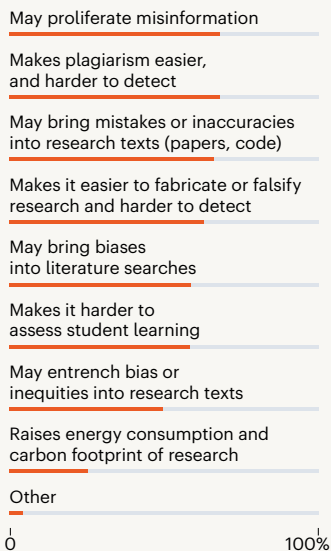 May proliferate misinformation
Makes plagiarism easier,
and harder to detect
May bring mistakes or inaccuracies
into research texts (papers, code)
Makes it easier to fabricate or falsify
research and harder to detect
May bring biases
into literature searches
Makes it harder to
assess student learning
May entrench bias or
inequities into research texts
Raises energy consumption and
carbon footprint of research
Other
0 100%